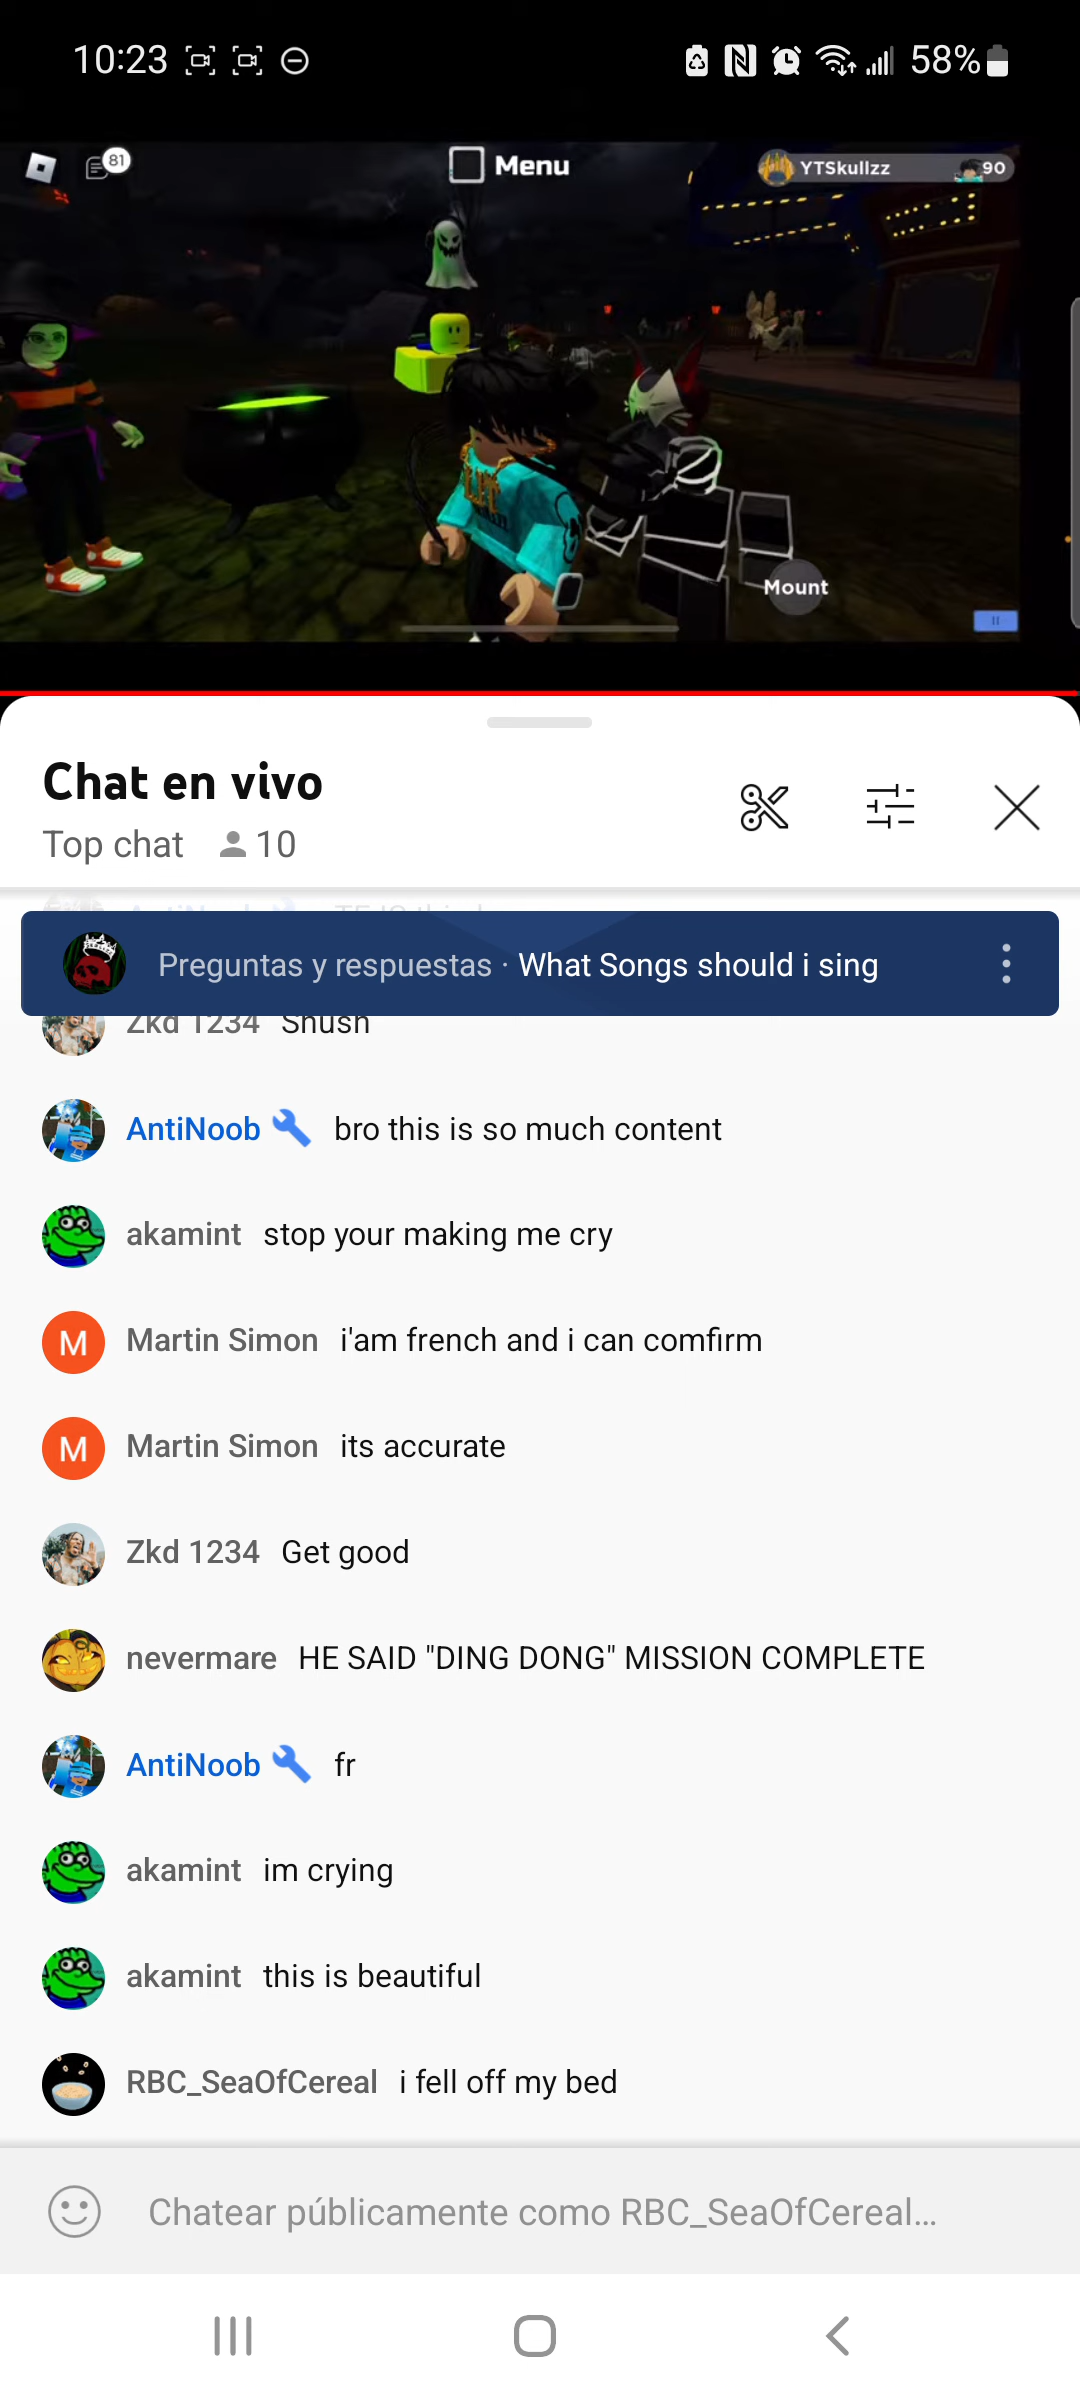 10:23
58%
81
Menu
YTSkullzz
90
Mount
Chat en vivo
Top chat 10
Preguntas y respuestas · What Songs should i sing
Zkd 1234 Shush
AntiNoob bro this is so much content
akamint stop your making me cry
M Martin Simon i'am french and i can comfirm
M Martin Simon its accurate
Zkd 1234 Get good
nevermare HE SAID "DING DONG" MISSION COMPLETE
AntiNoob fr
akamint im crying
akamint this is beautiful
RBC_SeaOfCereal i fell off my bed
Chatear públicamente como RBC_SeaOfCereal...